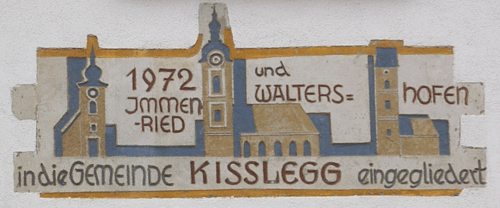 1972 und
JMMEN WALTERS= HOFEN
-RIED
in die GEMEINDE KISSLEGG eingegliedert